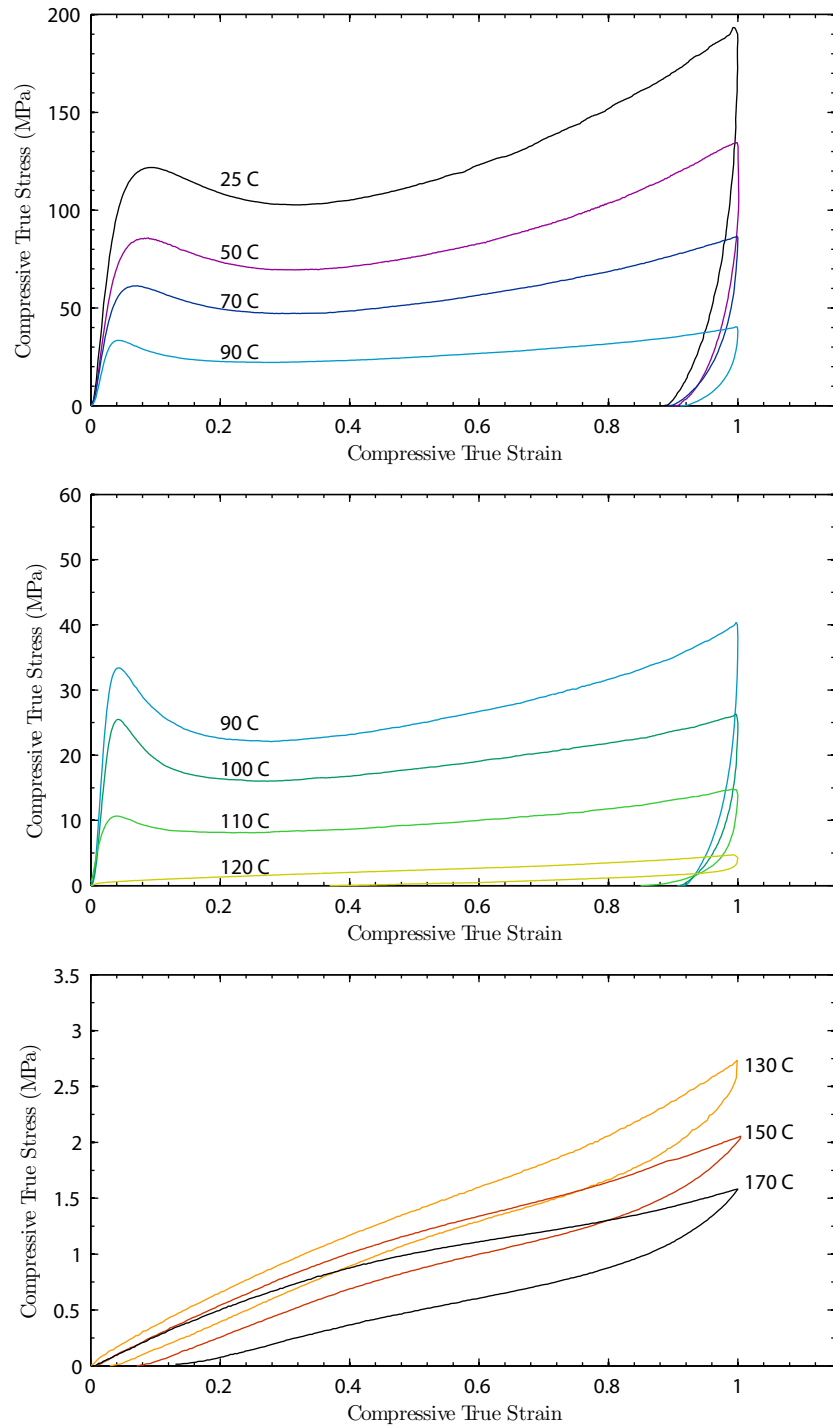 200
150
100
50
0
Compressive True Stress (MPa)
25 C
50 C
70 C
90 C
0 0.2 0.4 0.6 0.8 1
Compressive True Strain
60
50
40
30
20
10
0
Compressive True Stress (MPa)
90 C
100 C
110 C
120 C
0 0.2 0.4 0.6 0.8 1
Compressive True Strain
3.5
3
2.5
2
1.5
1
0.5
0
Compressive True Stress (MPa)
130 C
150 C
170 C
0 0.2 0.4 0.6 0.8 1
Compressive True Strain